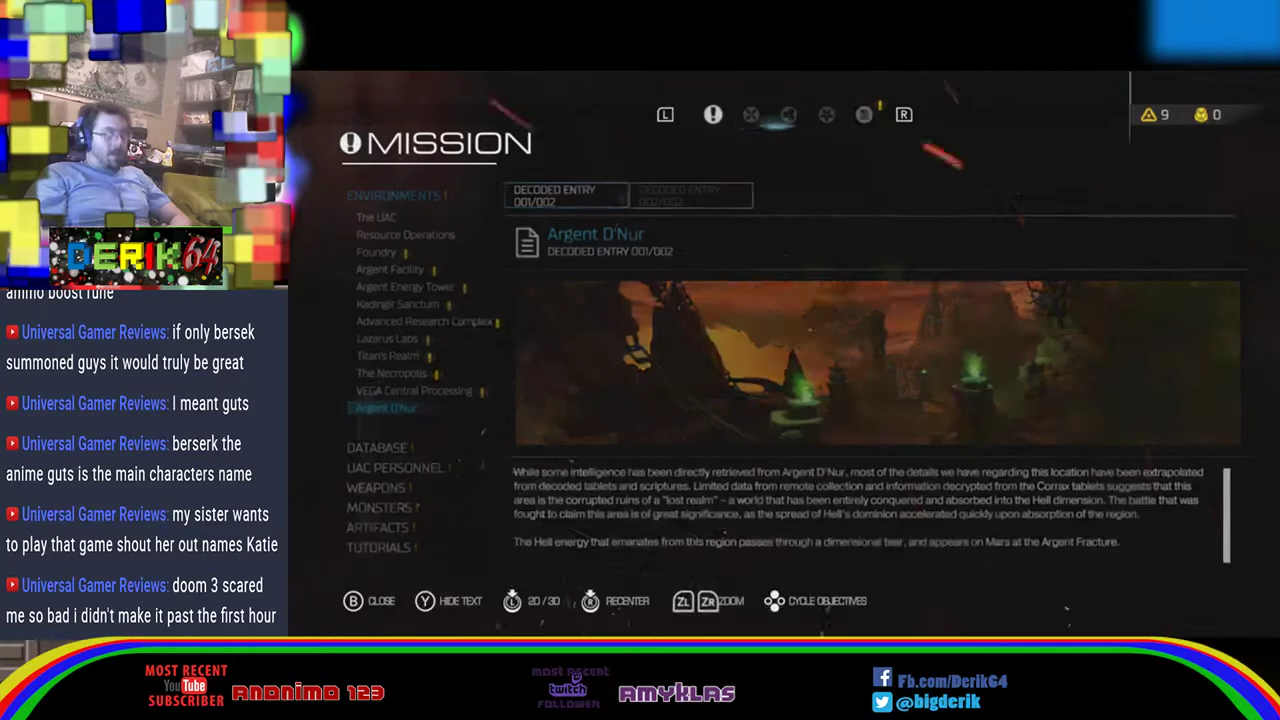 MISSION
L
R
9
0
ENVIRONMENTS !
The UAC
Resource Operations
Foundry !
Argent Facility !
Argent Energy Tower !
Kadingir Sanctum !
Advanced Research Complex !
Lazarus Labs !
Titan's Realm !
The Necropolis !
VEGA Central Processing !
Argent D'Nur
DATABASE !
UAC PERSONNEL !
WEAPONS !
MONSTERS !
ARTIFACTS !
TUTORIALS !
DECODED ENTRY
001/002
DECODED ENTRY
002/002
Argent D'Nur
DECODED ENTRY 001/002
While some intelligence has been directly retrieved from Argent D'Nur, most of the details we have regarding this location have been extrapolated
from decoded tablets and scriptures. Limited data from remote collection and information decrypted from the Corrax tablets suggests that this
area is the corrupted ruins of a "lost realm" – a world that has been entirely conquered and absorbed into the Hell dimension. The battle that was
fought to claim this area is of great significance, as the spread of Hell's dominion accelerated quickly upon absorption of the region.
The Hell energy that emanates from this region passes through a dimensional tear, and appears on Mars at the Argent Fracture.
B CLOSE
Y HIDE TEXT
L 2D / 3D
R RECENTER
ZL ZR ZOOM
CYCLE OBJECTIVES
DERIK64
ammo boost rune
Universal Gamer Reviews: if only bersek
summoned guys it would truly be great
Universal Gamer Reviews: I meant guts
Universal Gamer Reviews: berserk the
anime guts is the main characters name
Universal Gamer Reviews: my sister wants
to play that game shout her out names Katie
Universal Gamer Reviews: doom 3 scared
me so bad i didn't make it past the first hour
MOST RECENT
YouTube
SUBSCRIBER
ANONIMO 123
MOST RECENT
twitch
FOLLOWER
AMYKLAS
Fb.com/Derik64
@bigderik